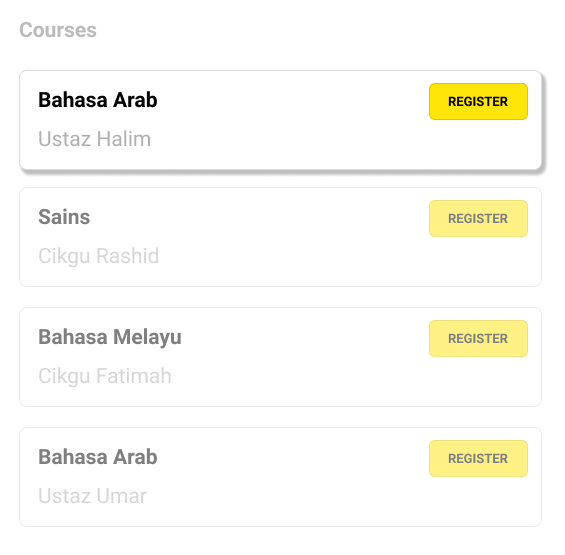 Courses
Bahasa Arab
REGISTER
Ustaz Halim
Sains
REGISTER
Cikgu Rashid
Bahasa Melayu
REGISTER
Cikgu Fatimah
Bahasa Arab
REGISTER
Ustaz Umar